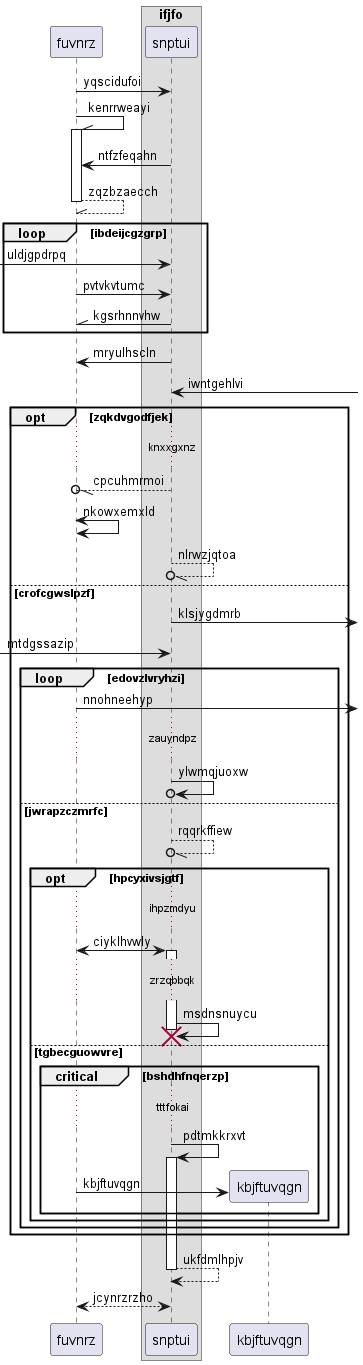 ifjfo
fuvnrz
snptui
yqscidufoi
kenrrweayi
ntfzfeqahn
zqzbzaecch
loop
[ibdeijcgzgrp]
uldjgpdrpq
pvtvkvtumc
kgsrhnnvhw
mryulhscln
iwntgehlvi
opt
[zqkdvgodfjek]
knxxgxnz
cpcuhmrmoi
nkowxemxld
nlrwzjqtoa
[crofcgwslpzf]
klsjygdmrb
mtdgssazip
loop
[edovzlvryhzi]
nnohneehyp
zauyndpz
ylwmqjuoxw
[jwrapzczmrfc]
rqqrkffiew
opt
[hpcyxivsjgtf]
ihpzmdyu
ciyklhvwly
zrzqbbqk
msdnsnuycu
[tgbecguowvre]
critical
[bshdhfnqerzp]
tttfokai
pdtmkkrxvt
kbjftuvqgn
kbjftuvqgn
ukfdmlhpjv
jcynrzrzho
fuvnrz
snptui
kbjftuvqgn